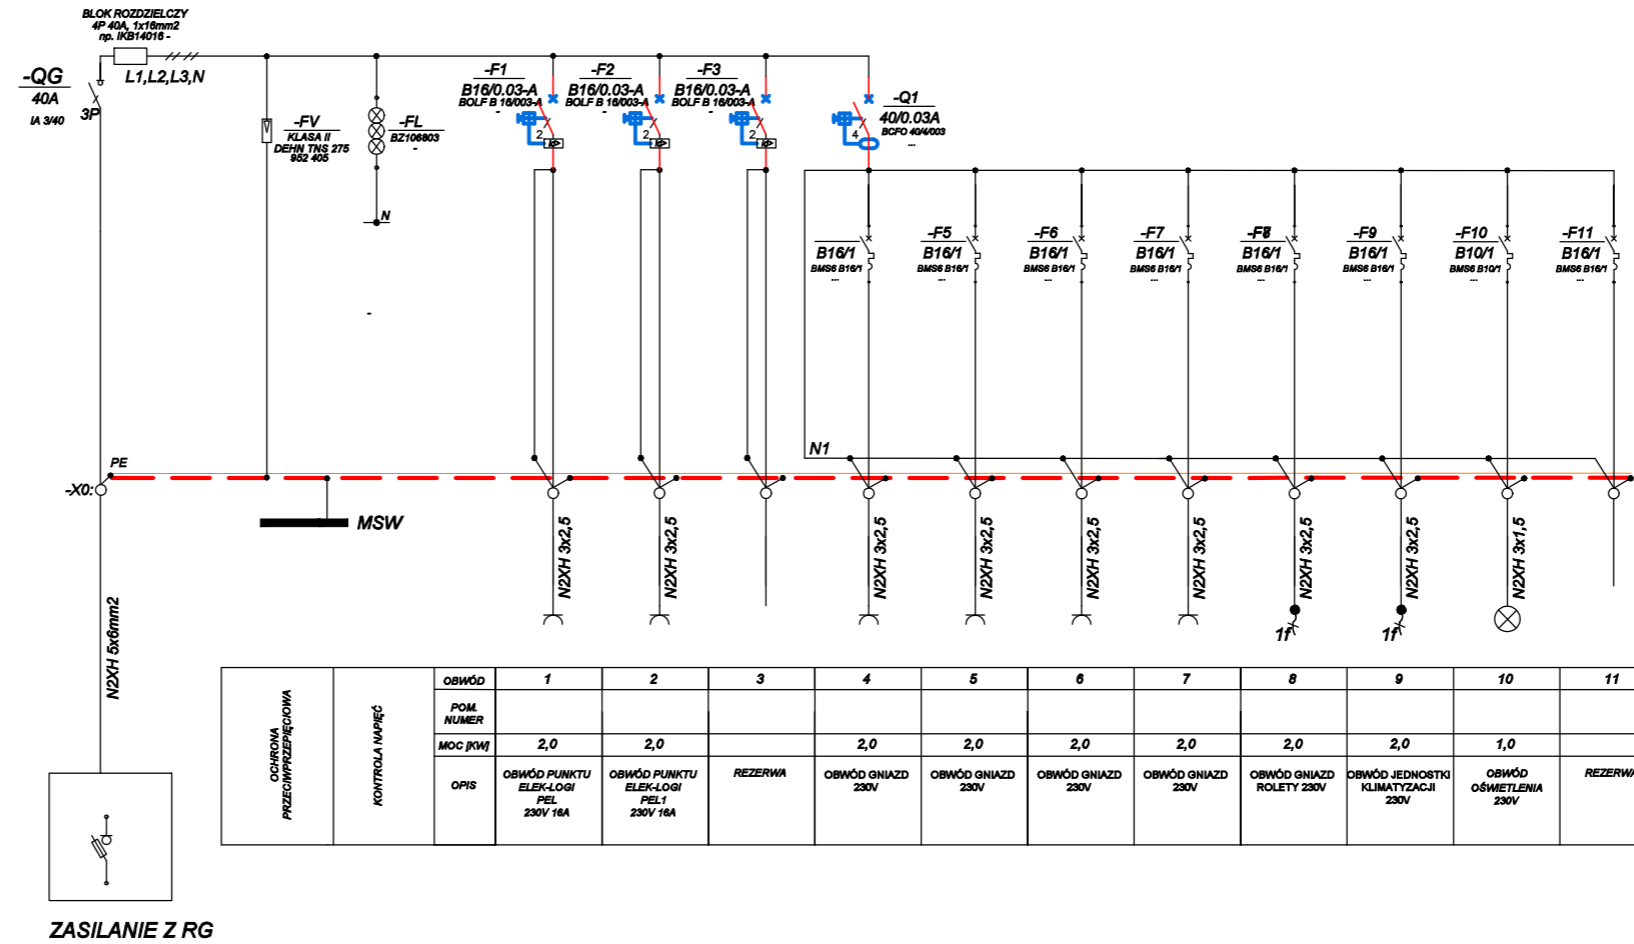 BLOK ROZDZIELCZY
4P 40A, 1x16mm2
np. IKB14016 -
L1,L2,L3,N
-QG
40A
IA 3/40
3P
-FV
KLASA II
DEHN TNS 275
952 405
-FL
BZ106803
-
N
-
-F1
B16/0.03-A
BOLF B 16/003-A
-
2
-F2
B16/0.03-A
BOLF B 16/003-A
-
2
-F3
B16/0.03-A
BOLF B 16/003-A
-
2
-Q1
40/0.03A
BCFO 40/4/003
...
4
B16/1
BMS6 B16/1
...
-F5
B16/1
BMS6 B16/1
...
-F6
B16/1
BMS6 B16/1
...
-F7
B16/1
BMS6 B16/1
...
B16/1
BMS6 B16/1
...
-F9
B16/1
BMS6 B16/1
...
-F10
B10/1
BMS6 B10/1
...
-F11
B16/1
BMS6 B16/1
...
N1
PE
-X0:
MSW
N2XH 5x6mm2
N2XH 3x2,5
N2XH 3x2,5
N2XH 3x2,5
N2XH 3x2,5
N2XH 3x2,5
N2XH 3x2,5
N2XH 3x2,5
N2XH 3x2,5
N2XH 3x1,5
1f
1f
OCHRONA
PRZECIWPRZEPIĘCIOWA
KONTROLA NAPIĘĆ
OBWÓD 1 2 3 4 5 6 7 8 9 10 11
POM.
NUMER
MOC [KW] 2,0 2,0 2,0 2,0 2,0 2,0 2,0 2,0 1,0
OPIS
OBWÓD PUNKTU
ELEK-LOGI
PEL
230V 16A
OBWÓD PUNKTU
ELEK-LOGI
PEL1
230V 16A
REZERWA
OBWÓD GNIAZD
230V
OBWÓD GNIAZD
230V
OBWÓD GNIAZD
230V
OBWÓD GNIAZD
230V
OBWÓD GNIAZD
ROLETY 230V
OBWÓD JEDNOSTKI
KLIMATYZACJI
230V
OBWÓD
OŚWIETLENIA
230V
REZERWA
ZASILANIE Z RG